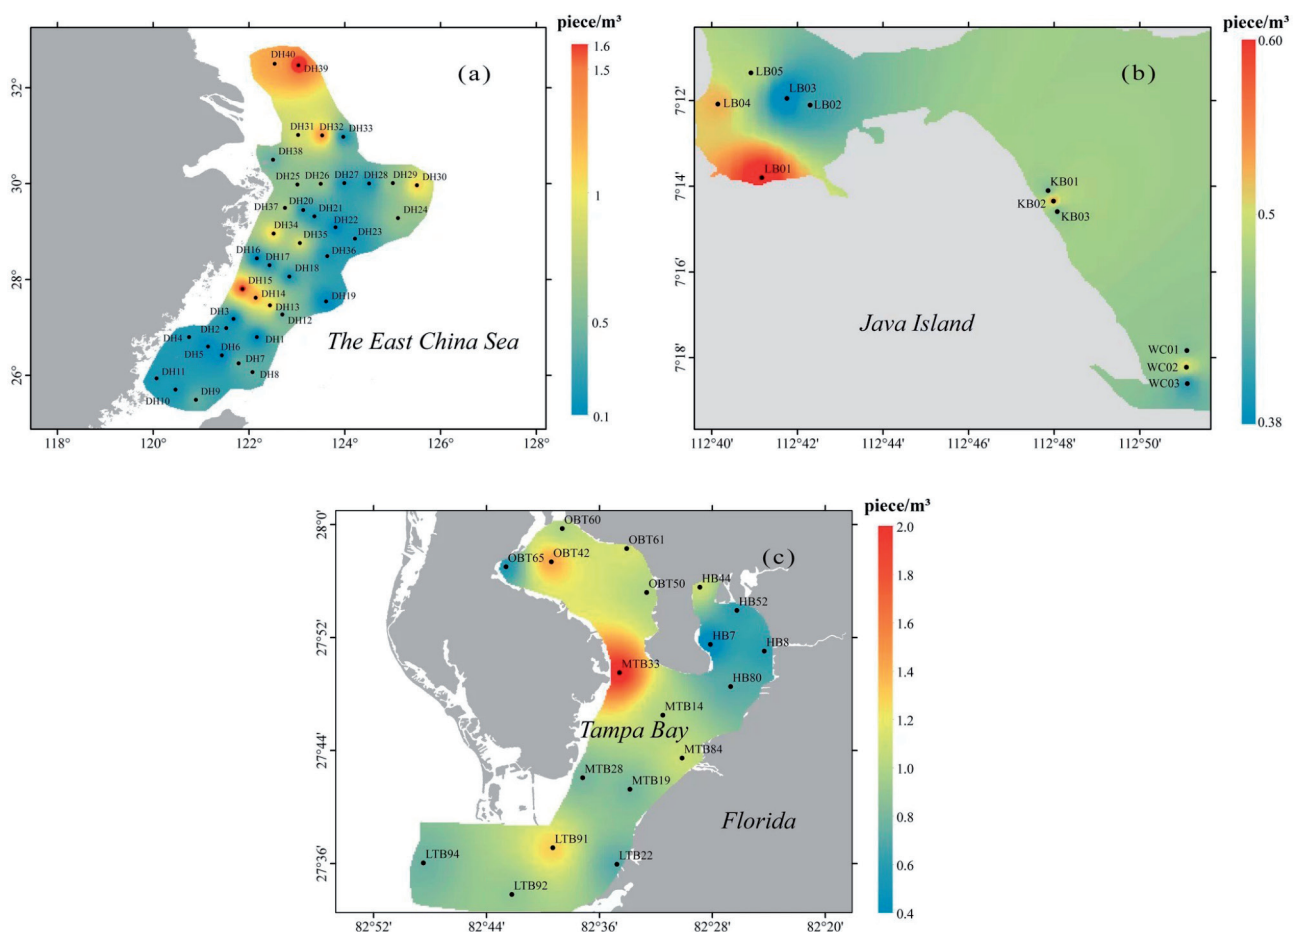 piece/m³
(a)
1.6
1.5
1
0.5
0.1
32°
30°
28°
26°
118°
120°
122°
124°
126°
128°
DH40
DH39
DH31
DH32
DH33
DH38
DH25
DH26
DH27
DH28
DH29
DH30
DH37
DH20
DH21
DH22
DH24
DH34
DH35
DH23
DH16
DH17
DH36
DH18
DH15
DH14
DH19
DH3
DH13
DH12
DH2
DH4
DH1
DH5
DH6
DH7
DH11
DH8
DH10
DH9
The East China Sea
piece/m³
(b)
0.60
0.5
0.38
7°12'
7°14'
7°16'
7°18'
112°40'
112°42'
112°44'
112°46'
112°48'
112°50'
LB05
LB03
LB04
LB02
LB01
KB01
KB02
KB03
WC01
WC02
WC03
Java Island
piece/m³
(c)
2.0
1.8
1.6
1.4
1.2
1.0
0.8
0.6
0.4
28°0'
27°52'
27°44'
27°36'
82°52'
82°44'
82°36'
82°28'
82°20'
OBT60
OBT61
OBT65
OBT42
OBT50
HB44
HB52
HB7
HB8
MTB33
HB80
MTB14
Tampa Bay
MTB84
MTB28
MTB19
Florida
LTB91
LTB94
LTB22
LTB92